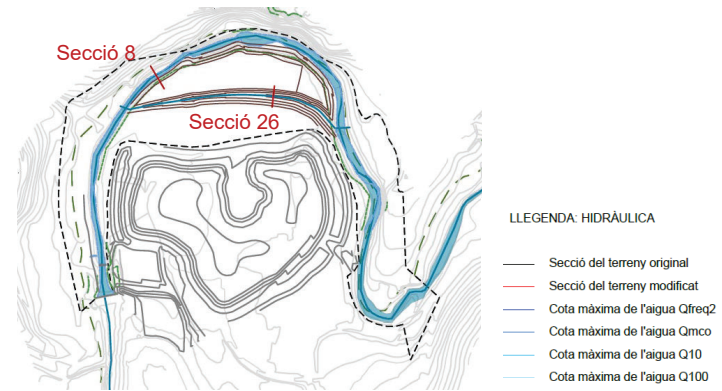 Secció 8
Secció 26
LLEGENDA: HIDRÀULICA
Secció del terreny original
Secció del terreny modificat
Cota màxima de l'aigua Qfreq2
Cota màxima de l'aigua Qmco
Cota màxima de l'aigua Q10
Cota màxima de l'aigua Q100